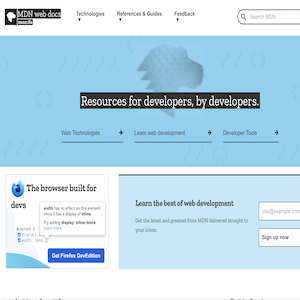 MDN web docs
mozilla
Technologies ▼
References & Guides ▼
Feedback ▼
Search MDN
Resources for developers, by developers.
Web Technologies
Learn web development
Developer Tools
The browser built for
devs
width has no effect on this element
since it has a display of inline.
Try adding display: inline-block
Learn more
Get Firefox DevEdition
Learn the best of web development
Get the latest and greatest from MDN delivered straight to
your inbox.
you@example.com
Sign up now